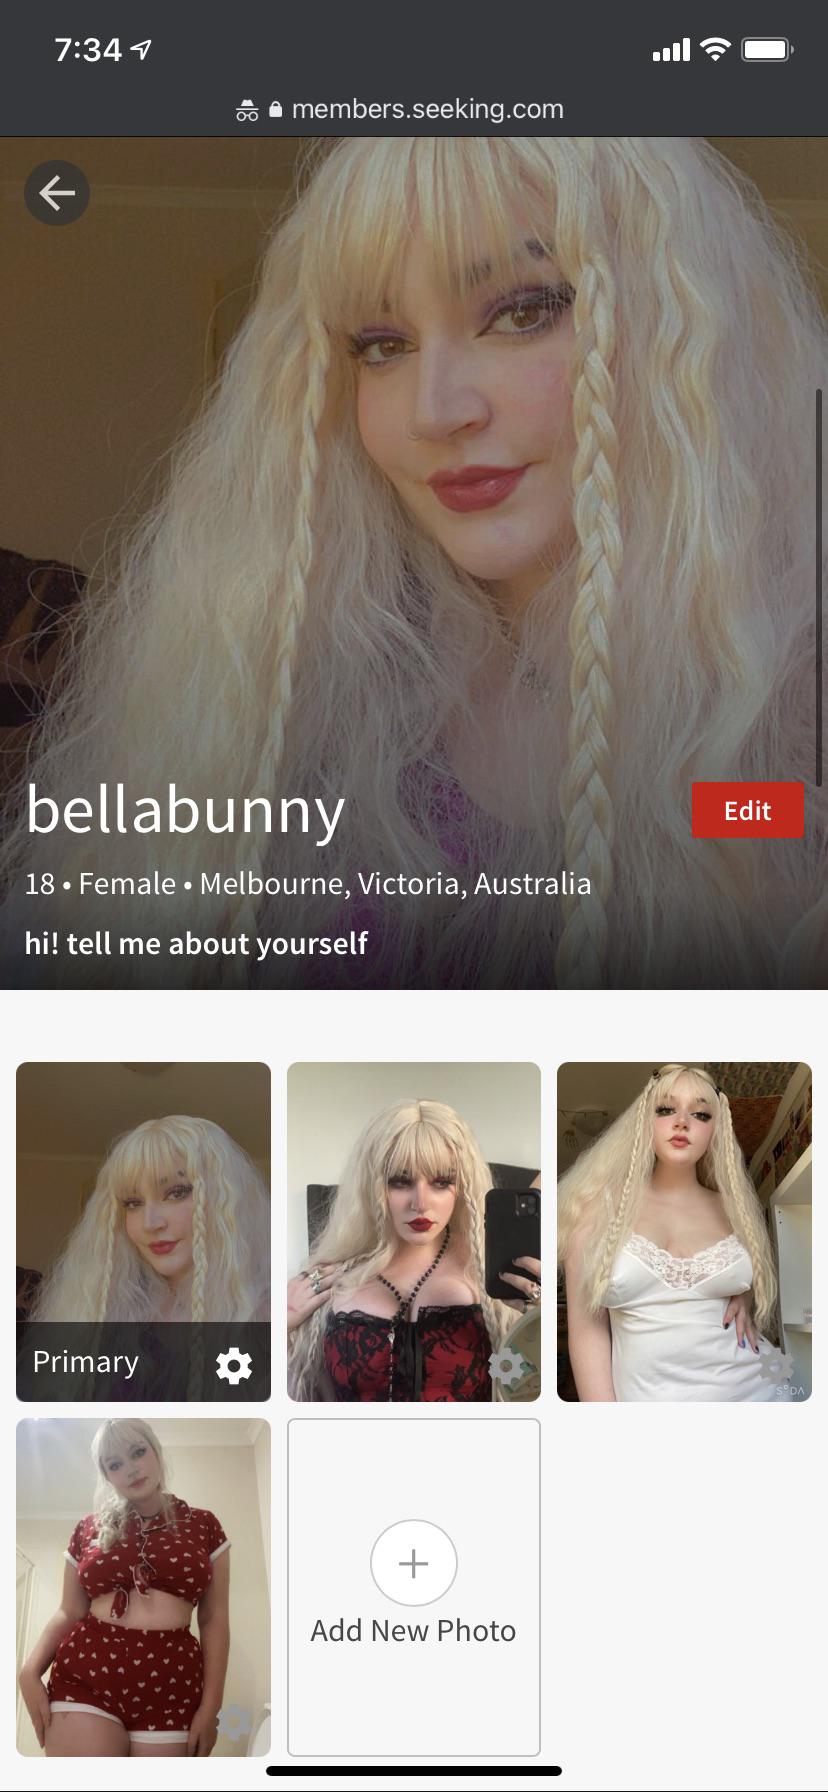 7:34
members.seeking.com
bellabunny
Edit
18 • Female • Melbourne, Victoria, Australia
hi! tell me about yourself
Primary
SODA
Add New Photo